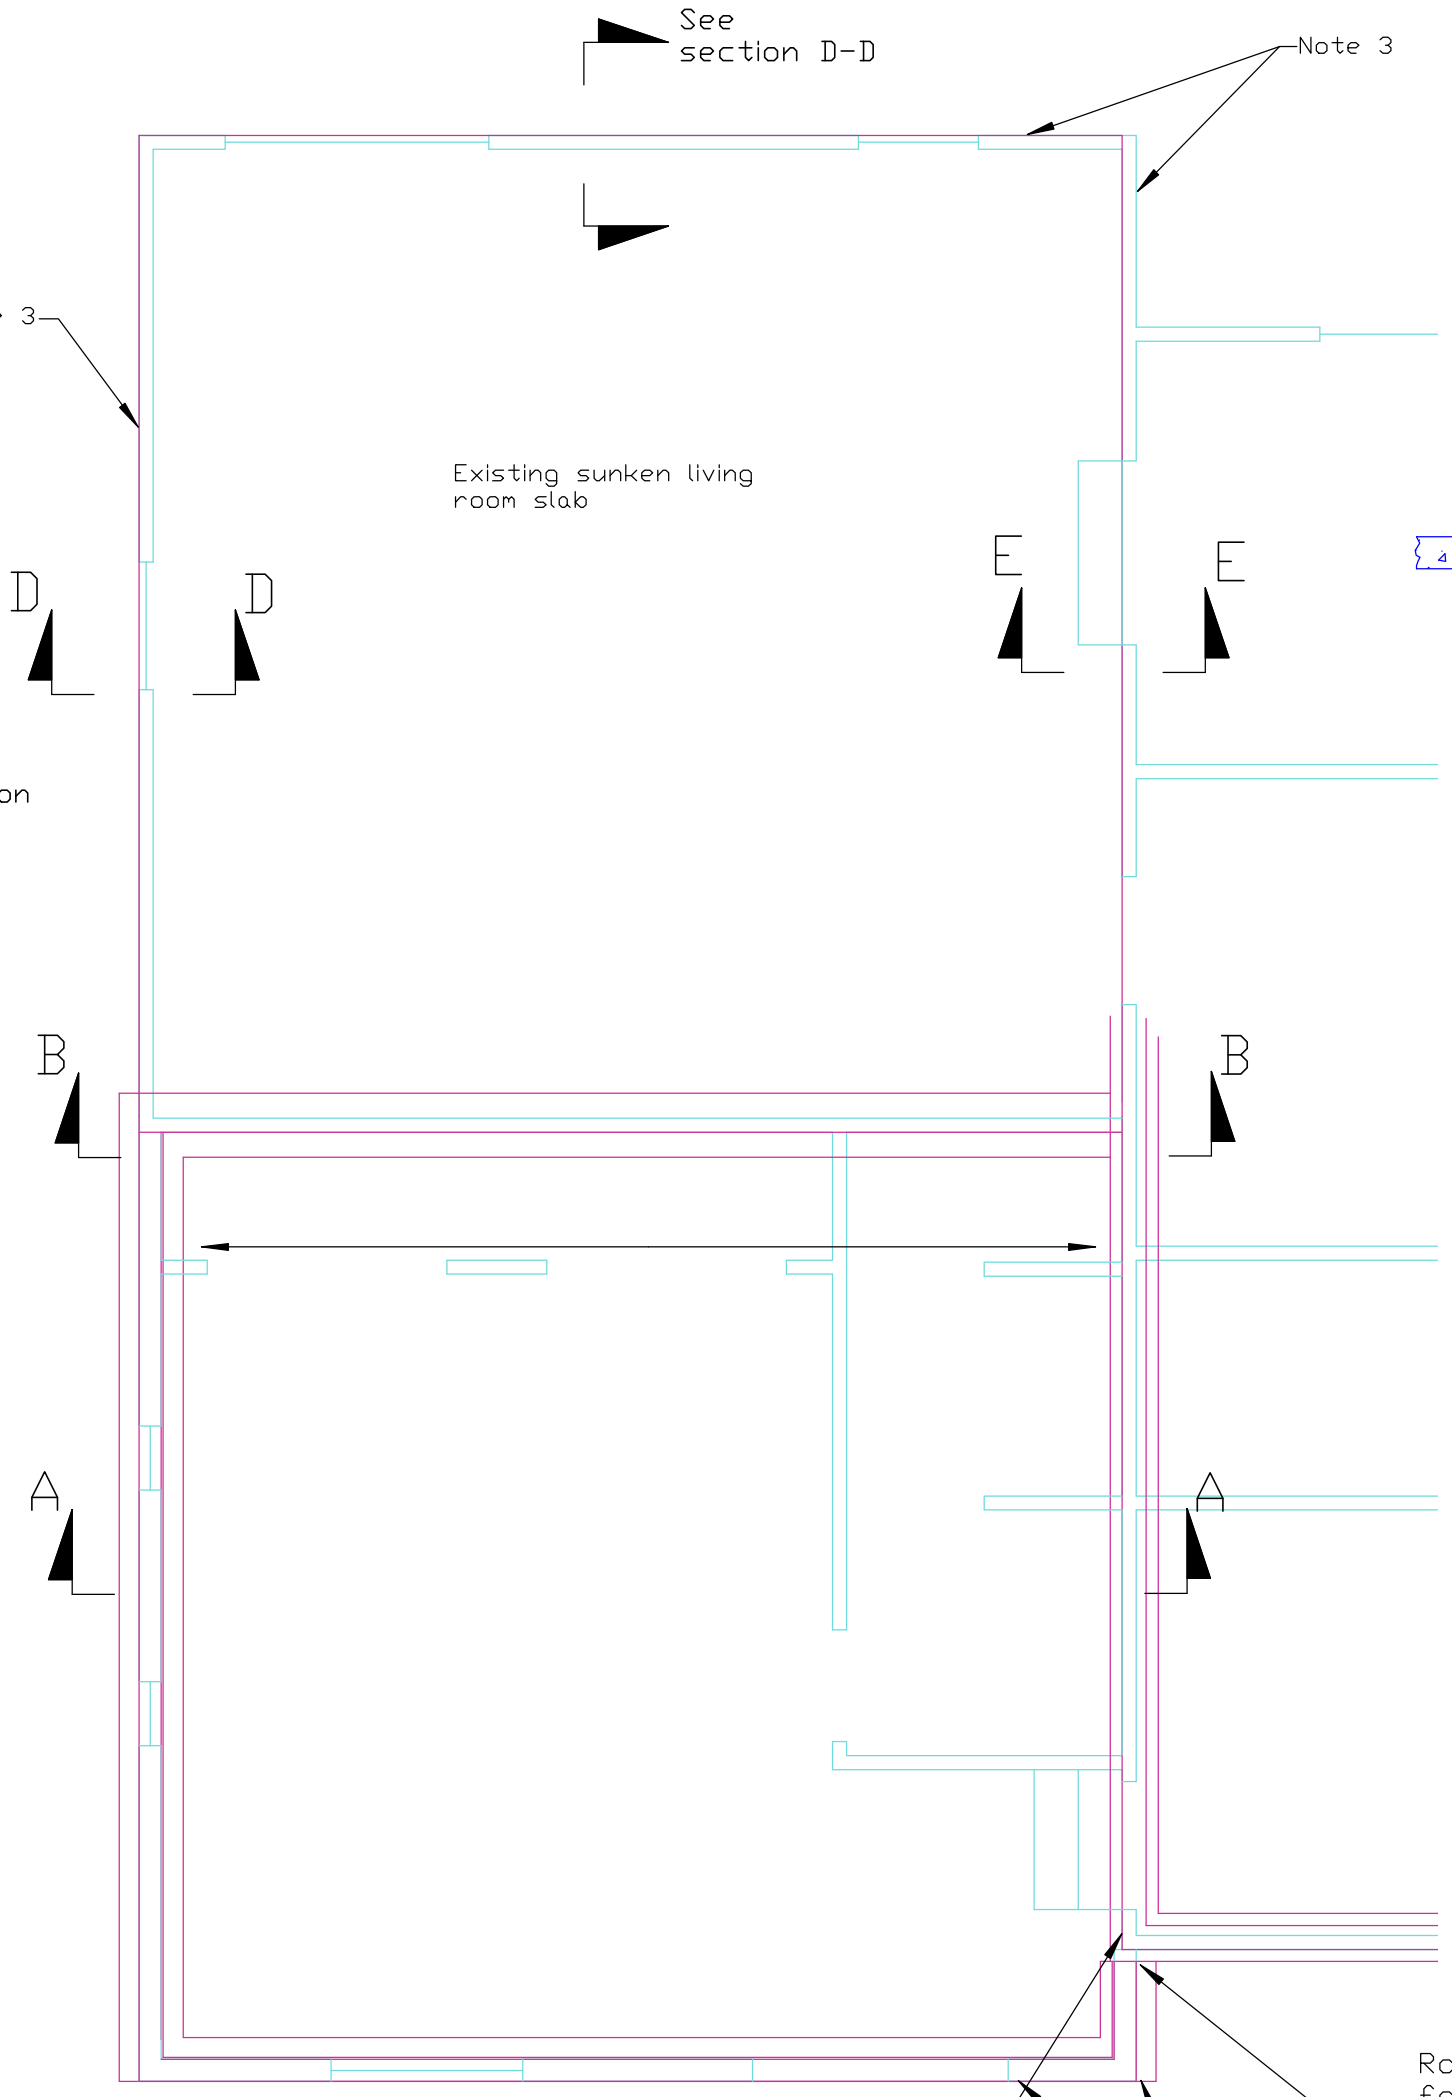 See
section D-D
Note 3
3
Existing sunken living
room slab
E E
D D
on
B B
A A